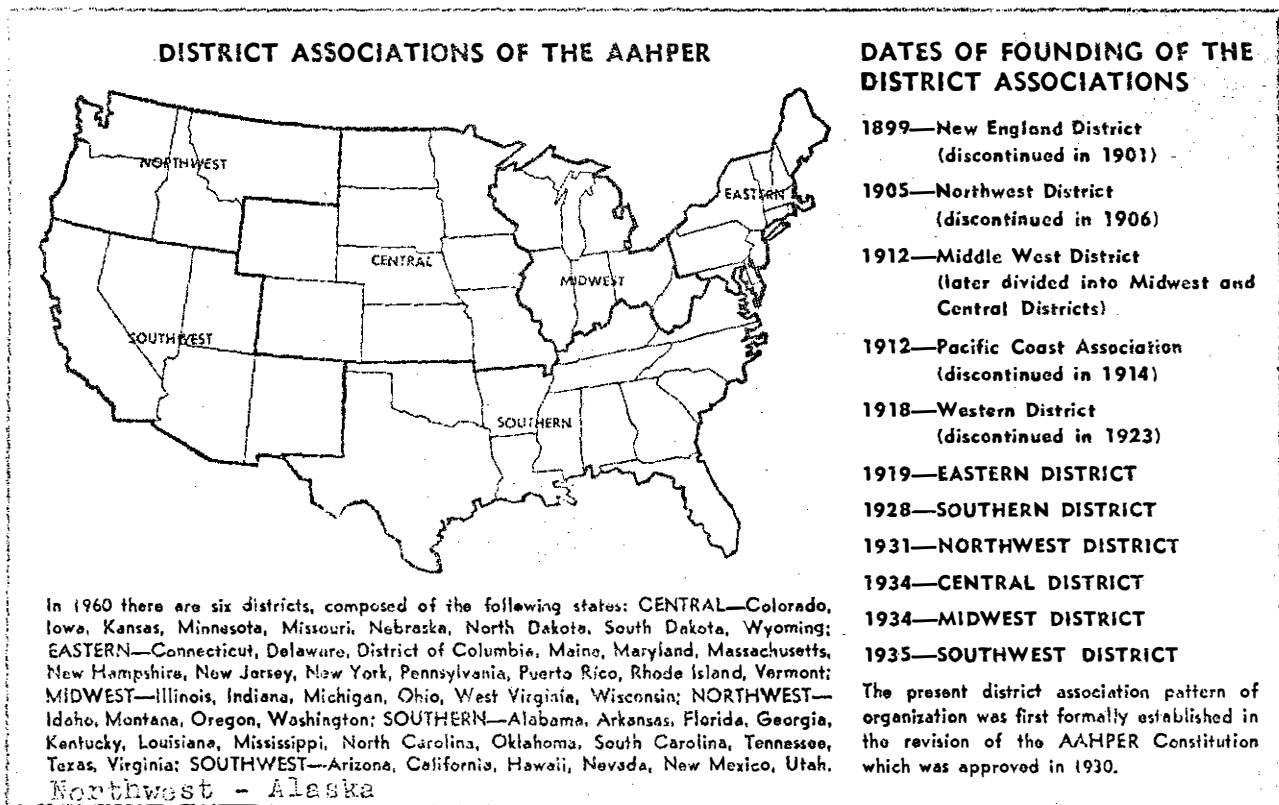 DISTRICT ASSOCIATIONS OF THE AAHPER
NORTHWEST
EASTERN
CENTRAL
MIDWEST
SOUTHWEST
SOUTHERN
In 1960 there are six districts, composed of the following states: CENTRAL—Colorado,
Iowa, Kansas, Minnesota, Missouri, Nebraska, North Dakota, South Dakota, Wyoming;
EASTERN—Connecticut, Delaware, District of Columbia, Maine, Maryland, Massachusetts,
New Hampshire, New Jersey, New York, Pennsylvania, Puerto Rico, Rhode Island, Vermont;
MIDWEST—Illinois, Indiana, Michigan, Ohio, West Virginia, Wisconsin; NORTHWEST—
Idaho, Montana, Oregon, Washington; SOUTHERN—Alabama, Arkansas, Florida, Georgia,
Kentucky, Louisiana, Mississippi, North Carolina, Oklahoma, South Carolina, Tennessee,
Texas, Virginia; SOUTHWEST—Arizona, California, Hawaii, Nevada, New Mexico, Utah.
Northwest - Alaska
DATES OF FOUNDING OF THE
DISTRICT ASSOCIATIONS
1899—New England District
(discontinued in 1901)
1905—Northwest District
(discontinued in 1906)
1912—Middle West District
(later divided into Midwest and
Central Districts)
1912—Pacific Coast Association
(discontinued in 1914)
1918—Western District
(discontinued in 1923)
1919—EASTERN DISTRICT
1928—SOUTHERN DISTRICT
1931—NORTHWEST DISTRICT
1934—CENTRAL DISTRICT
1934—MIDWEST DISTRICT
1935—SOUTHWEST DISTRICT
The present district association pattern of
organization was first formally established in
the revision of the AAHPER Constitution
which was approved in 1930.